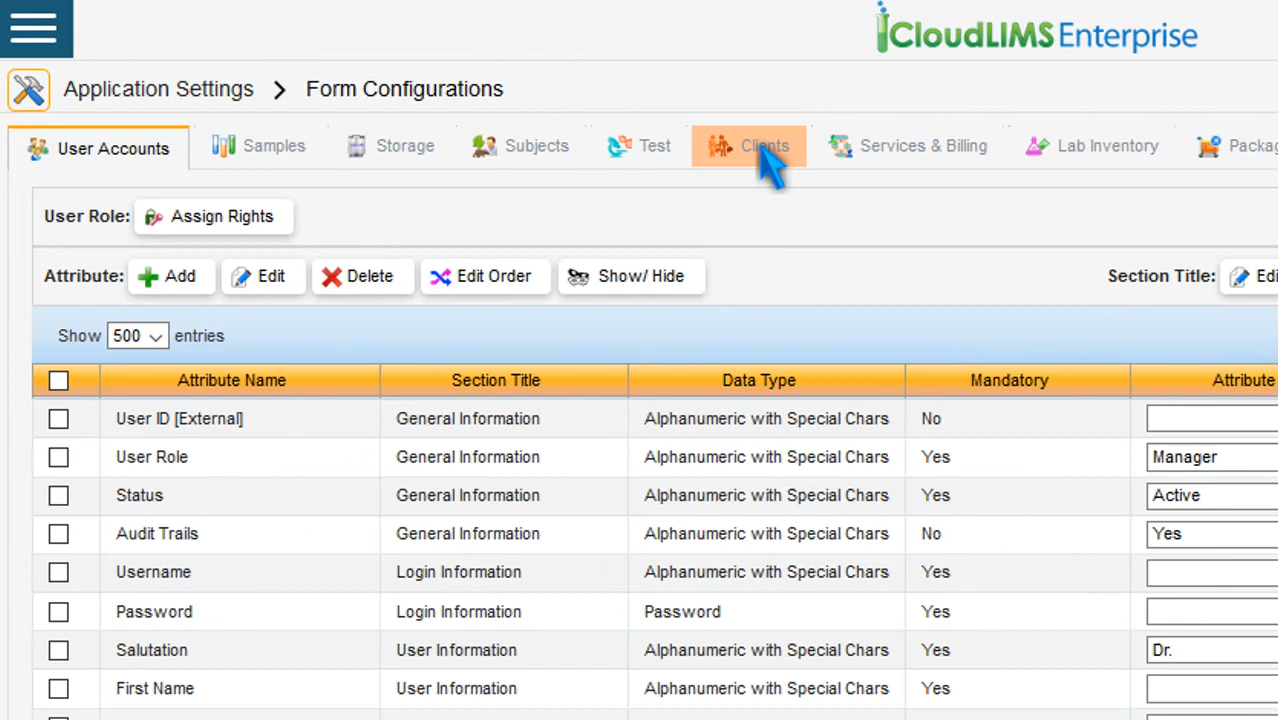 CloudLIMS Enterprise
Application Settings > Form Configurations
User Accounts Samples Storage Subjects Test Clients Services & Billing Lab Inventory Packag
User Role: Assign Rights
Attribute: Add Edit Delete Edit Order Show/ Hide Section Title: Edi
Show 500 entries
Attribute Name Section Title Data Type Mandatory Attribute
User ID [External] General Information Alphanumeric with Special Chars No
User Role General Information Alphanumeric with Special Chars Yes Manager
Status General Information Alphanumeric with Special Chars Yes Active
Audit Trails General Information Alphanumeric with Special Chars No Yes
Username Login Information Alphanumeric with Special Chars Yes
Password Login Information Password Yes
Salutation User Information Alphanumeric with Special Chars Yes Dr.
First Name User Information Alphanumeric with Special Chars Yes